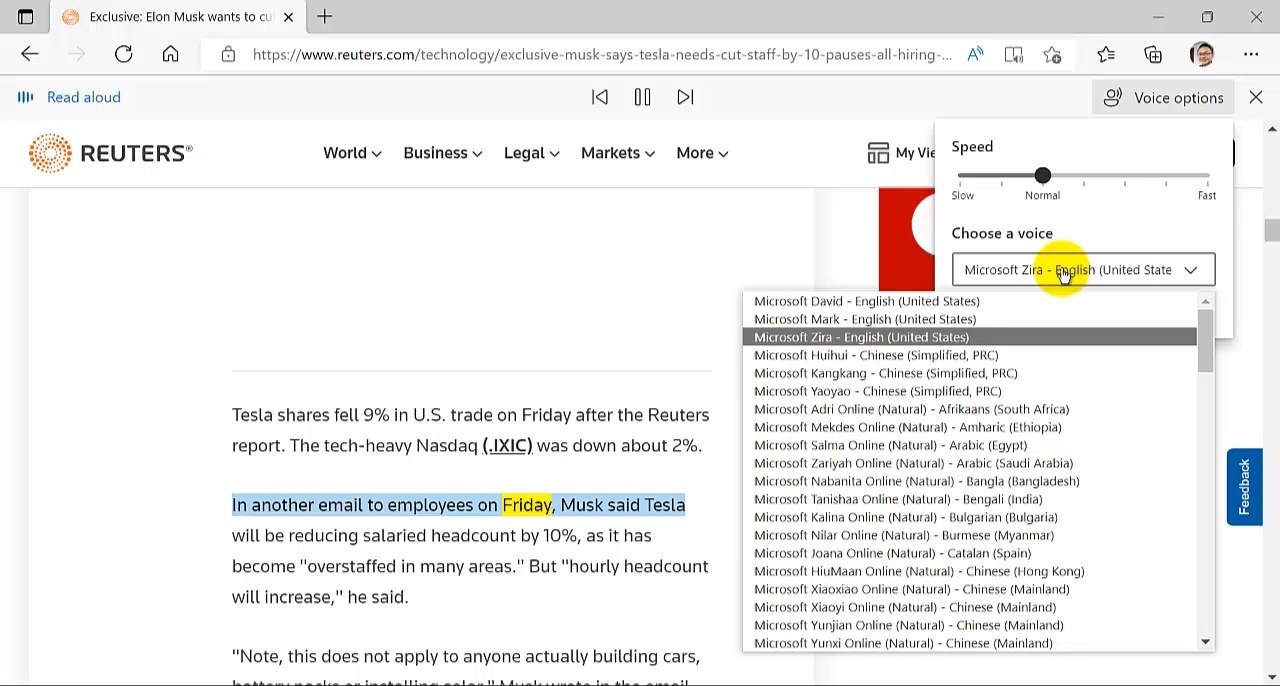 Exclusive: Elon Musk wants to cu
https://www.reuters.com/technology/exclusive-musk-says-tesla-needs-cut-staff-by-10-pauses-all-hiring-...
Read aloud
Voice options
REUTERS®
World
Business
Legal
Markets
More
My Vie
Speed
Slow
Normal
Fast
Choose a voice
Microsoft Zira - English (United State
Microsoft David - English (United States)
Microsoft Mark - English (United States)
Microsoft Zira - English (United States)
Microsoft Huihui - Chinese (Simplified, PRC)
Microsoft Kangkang - Chinese (Simplified, PRC)
Microsoft Yaoyao - Chinese (Simplified, PRC)
Microsoft Adri Online (Natural) - Afrikaans (South Africa)
Microsoft Mekdes Online (Natural) - Amharic (Ethiopia)
Microsoft Salma Online (Natural) - Arabic (Egypt)
Microsoft Zariyah Online (Natural) - Arabic (Saudi Arabia)
Microsoft Nabanita Online (Natural) - Bangla (Bangladesh)
Microsoft Tanishaa Online (Natural) - Bengali (India)
Microsoft Kalina Online (Natural) - Bulgarian (Bulgaria)
Microsoft Nilar Online (Natural) - Burmese (Myanmar)
Microsoft Joana Online (Natural) - Catalan (Spain)
Microsoft HiuMaan Online (Natural) - Chinese (Hong Kong)
Microsoft Xiaoxiao Online (Natural) - Chinese (Mainland)
Microsoft Xiaoyi Online (Natural) - Chinese (Mainland)
Microsoft Yunjian Online (Natural) - Chinese (Mainland)
Microsoft Yunxi Online (Natural) - Chinese (Mainland)
Tesla shares fell 9% in U.S. trade on Friday after the Reuters
report. The tech-heavy Nasdaq (.IXIC) was down about 2%.
In another email to employees on Friday, Musk said Tesla
will be reducing salaried headcount by 10%, as it has
become "overstaffed in many areas." But "hourly headcount
will increase," he said.
"Note, this does not apply to anyone actually building cars,
battery packs or installing solar," Musk wrote in the email
Feedback